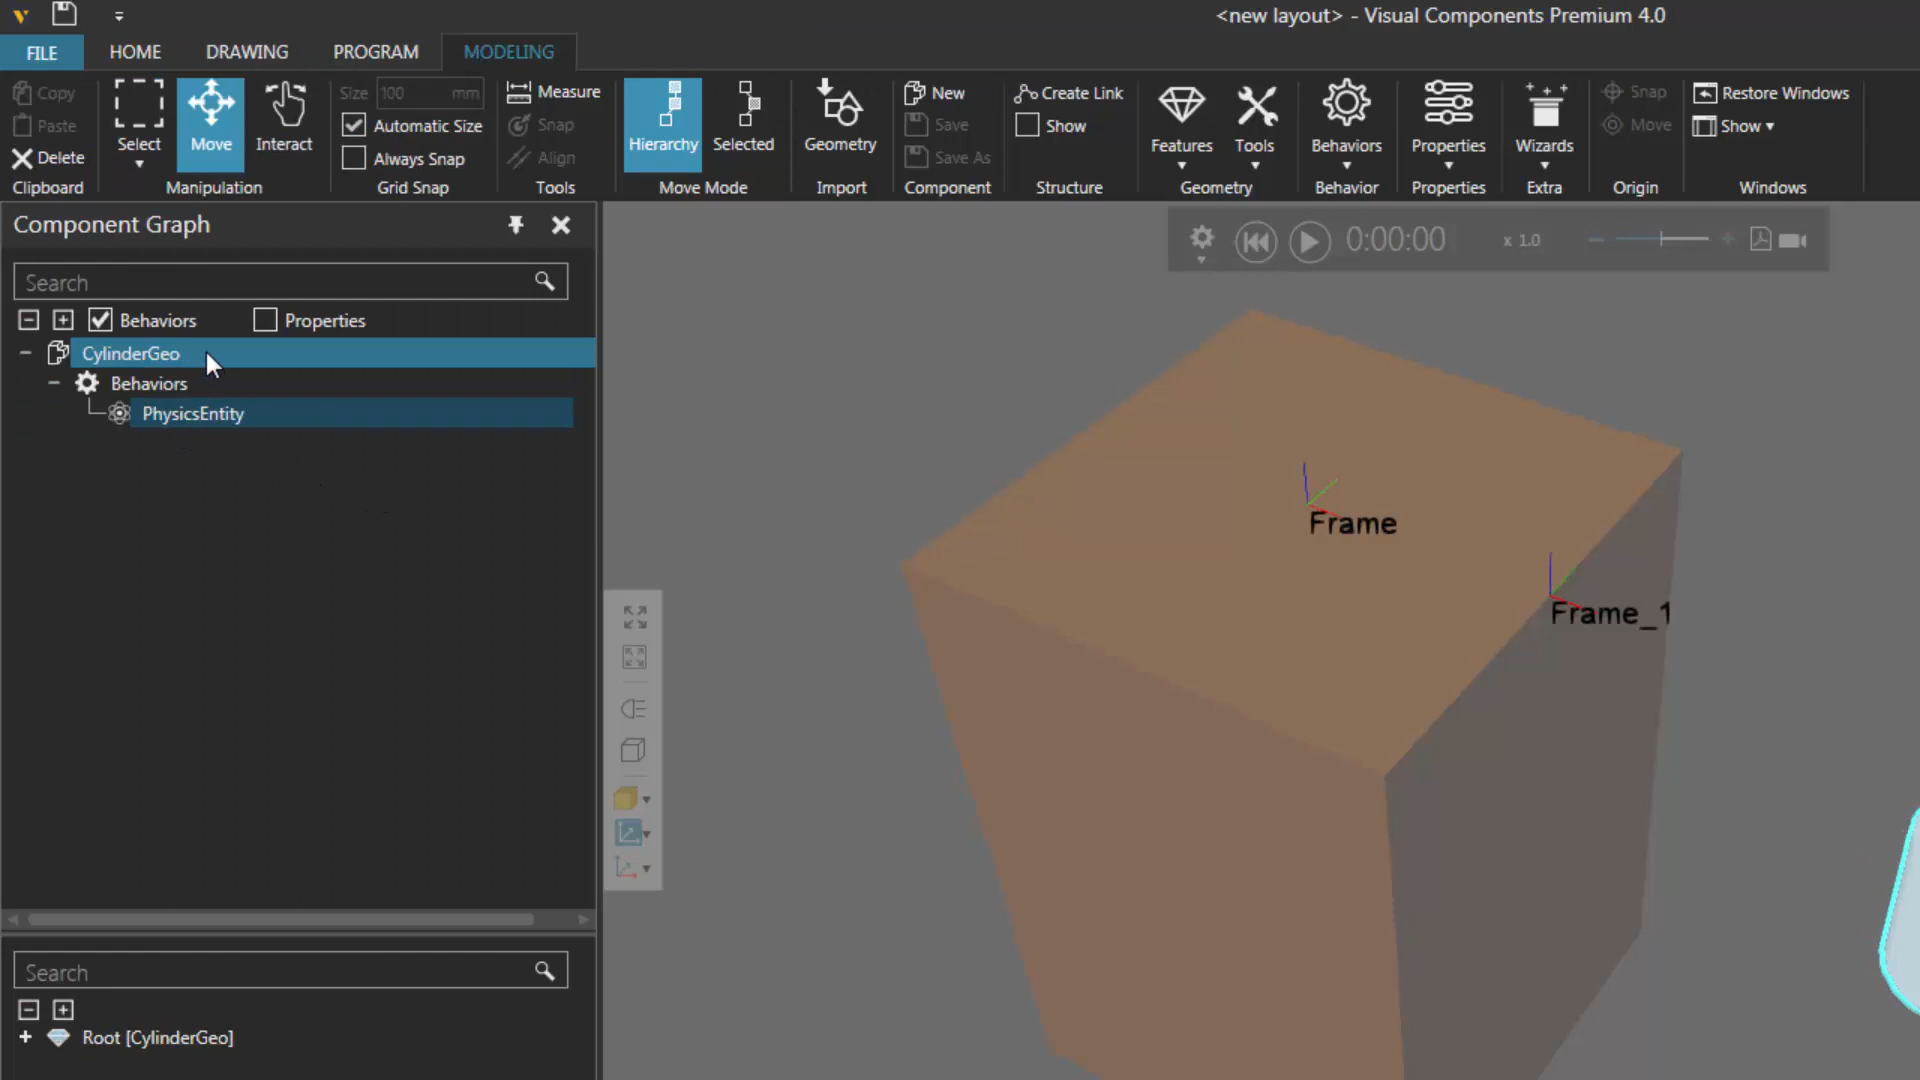 <new layout> - Visual Components Premium 4.0
FILE
HOME
DRAWING
PROGRAM
MODELING
Copy
Paste
Delete
Clipboard
Select
Move
Interact
Manipulation
Size 100 mm
Automatic Size
Always Snap
Grid Snap
Measure
Snap
Align
Tools
Hierarchy
Selected
Move Mode
Geometry
Import
New
Save
Save As
Component
Create Link
Show
Structure
Features
Tools
Geometry
Behaviors
Behavior
Properties
Properties
Wizards
Extra
Snap
Move
Origin
Restore Windows
Show
Windows
Component Graph
Search
Behaviors
Properties
CylinderGeo
Behaviors
PhysicsEntity
0:00:00
x 1.0
Frame
Frame_1
Search
Root [CylinderGeo]